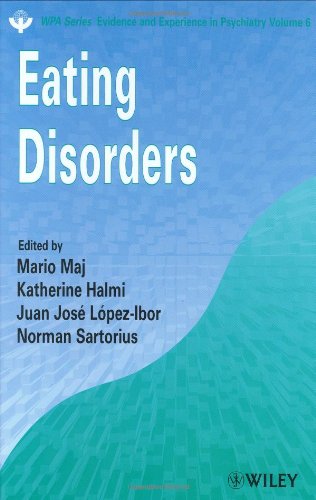 WPA Series Evidence and Experience in Psychiatry Volume 6
Eating
Disorders
Edited by
Mario Maj
Katherine Halmi
Juan José López-Ibor
Norman Sartorius
WILEY